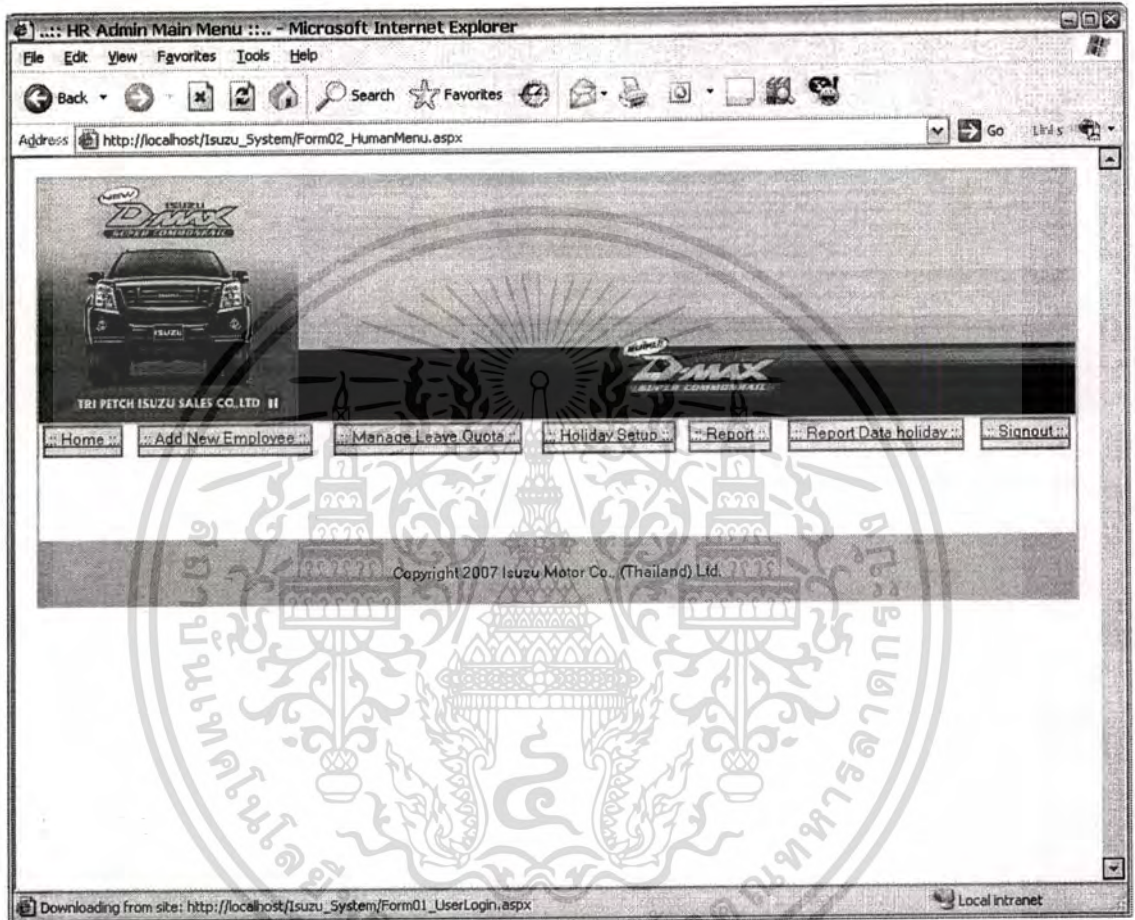 ..:: HR Admin Main Menu ::.. - Microsoft Internet Explorer
File Edit View Favorites Tools Help
Back Search Favorites
Address http://localhost/Isuzu_System/Form02_HumanMenu.aspx Go Links
NEW
ISUZU
D-MAX
SUPER COMMONRAIL
ISUZU
TRI PETCH ISUZU SALES CO.,LTD
D-MAX
SUPER COMMONRAIL
.:: Home ::. .:: Add New Employee ::. .:: Manage Leave Quota ::. .:: Holiday Setup ::. .:: Report ::. .:: Report Data holiday ::. .:: Signout ::.
Copyright 2007 Isuzu Motor Co., (Thailand) Ltd.
Downloading from site: http://localhost/Isuzu_System/Form01_UserLogin.aspx Local intranet